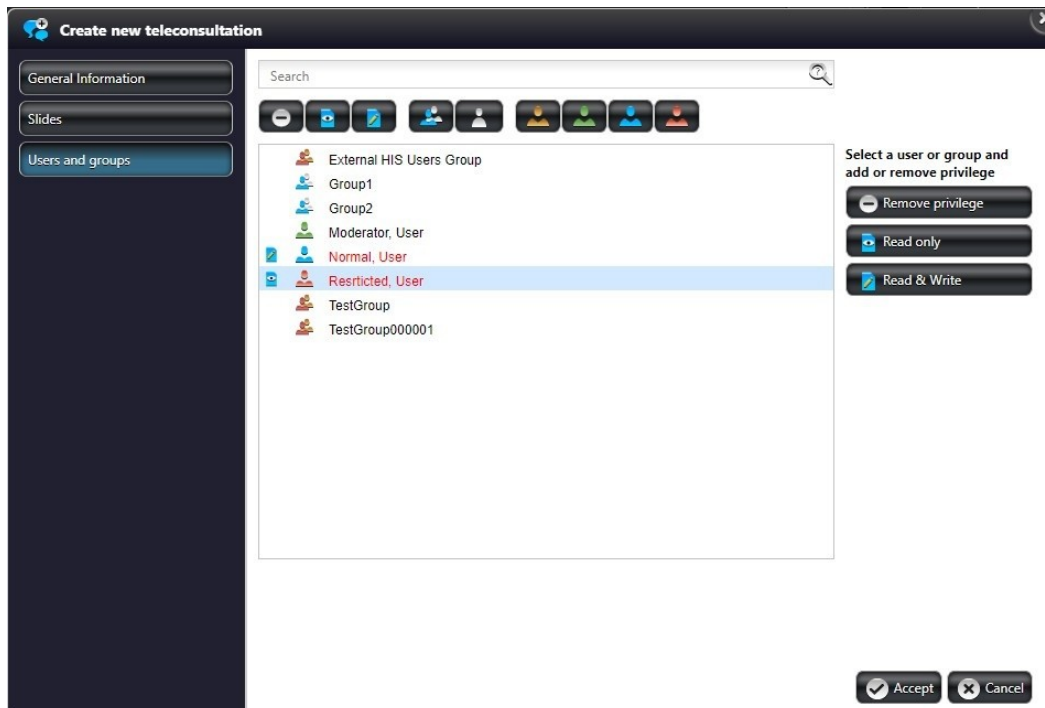 Create new teleconsultation
General Information
Slides
Users and groups
Search
External HIS Users Group
Group1
Group2
Moderator, User
Normal, User
Resrticted, User
TestGroup
TestGroup000001
Select a user or group and
add or remove privilege
Remove privilege
Read only
Read & Write
Accept
Cancel